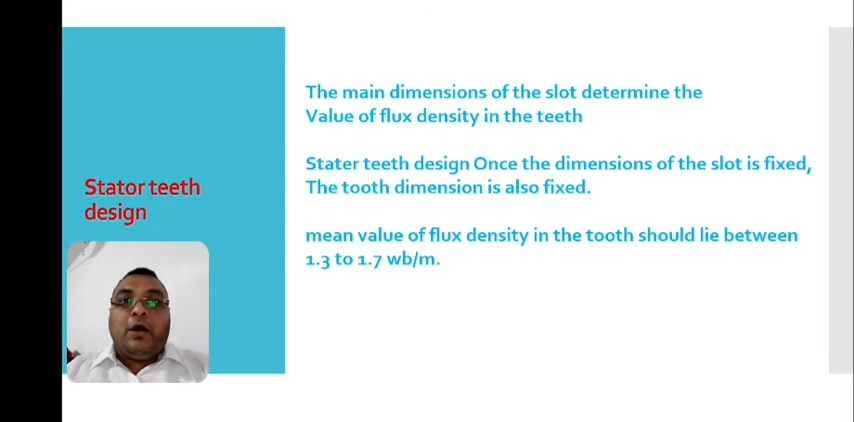 Stator teeth
design
The main dimensions of the slot determine the
Value of flux density in the teeth
Stater teeth design Once the dimensions of the slot is fixed,
The tooth dimension is also fixed.
mean value of flux density in the tooth should lie between
1.3 to 1.7 wb/m.